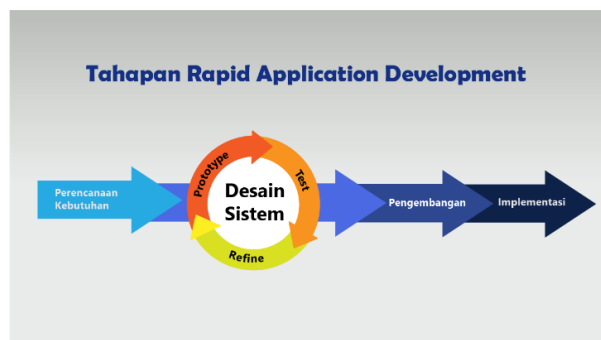 Tahapan Rapid Application Development
Perencanaan
Kebutuhan
Prototype
Desain
Sistem
Test
Refine
Pengembangan
Implementasi